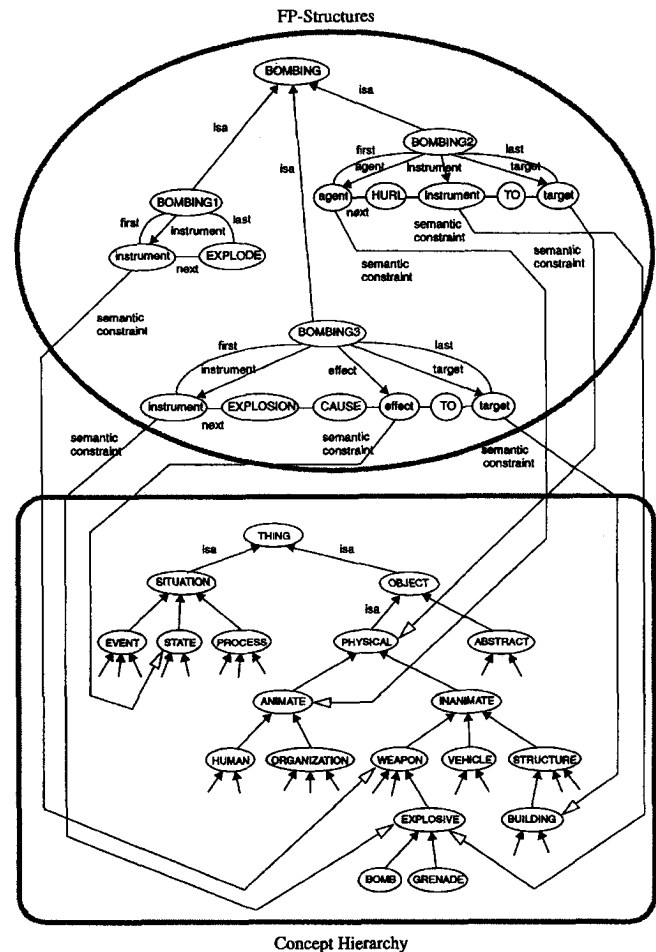 FP-Structures
BOMBING
isa
isa
isa
BOMBING2
first
last
agent
instrument
target
agent
HURL
instrument
TO
target
next
BOMBING1
first
last
instrument
instrument
EXPLODE
next
semantic
constraint
semantic
constraint
semantic
constraint
semantic
constraint
BOMBING3
first
last
instrument
effect
target
instrument
EXPLOSION
CAUSE
effect
TO
target
next
semantic
constraint
semantic
constraint
semantic
constraint
THING
isa
isa
SITUATION
OBJECT
isa
EVENT
STATE
PROCESS
PHYSICAL
ABSTRACT
ANIMATE
INANIMATE
HUMAN
ORGANIZATION
WEAPON
VEHICLE
STRUCTURE
EXPLOSIVE
BUILDING
BOMB
GRENADE
Concept Hierarchy